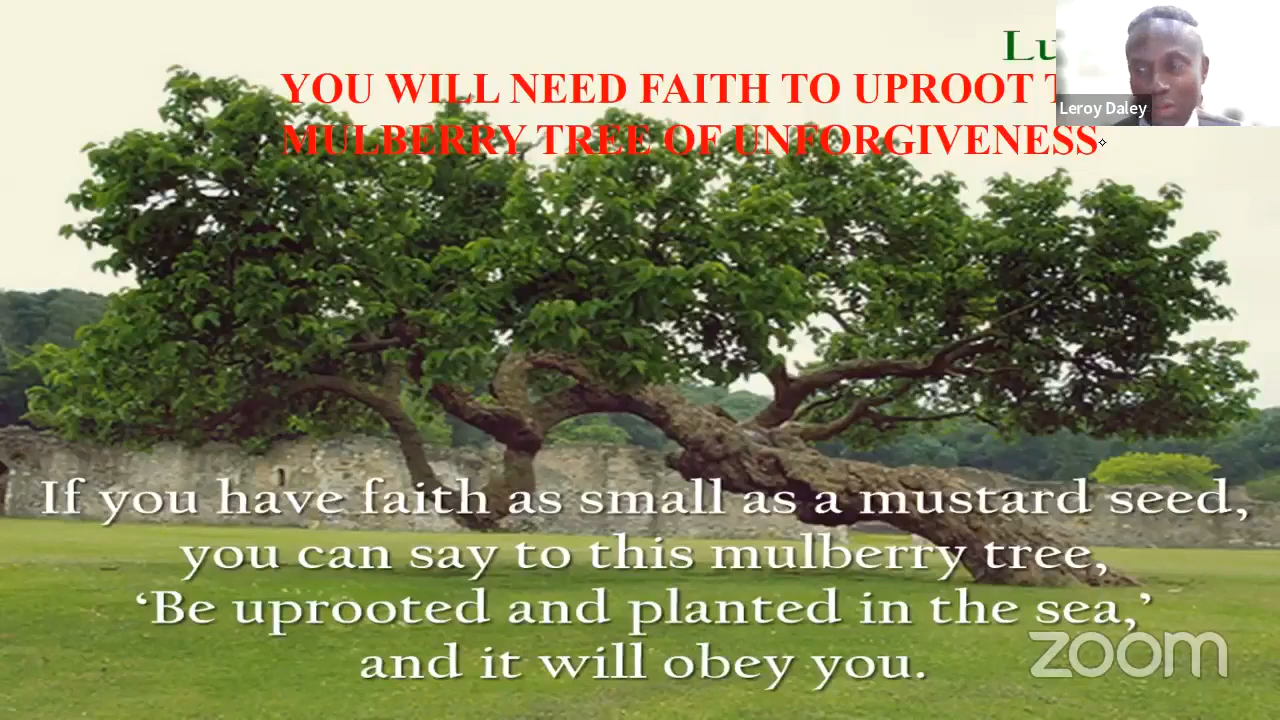 Lu
YOU WILL NEED FAITH TO UPROOT T
Leroy Daley
MULBERRY TREE OF UNFORGIVENESS
If you have faith as small as a mustard seed,
you can say to this mulberry tree,
‘Be uprooted and planted in the sea,’
and it will obey you.
zoom